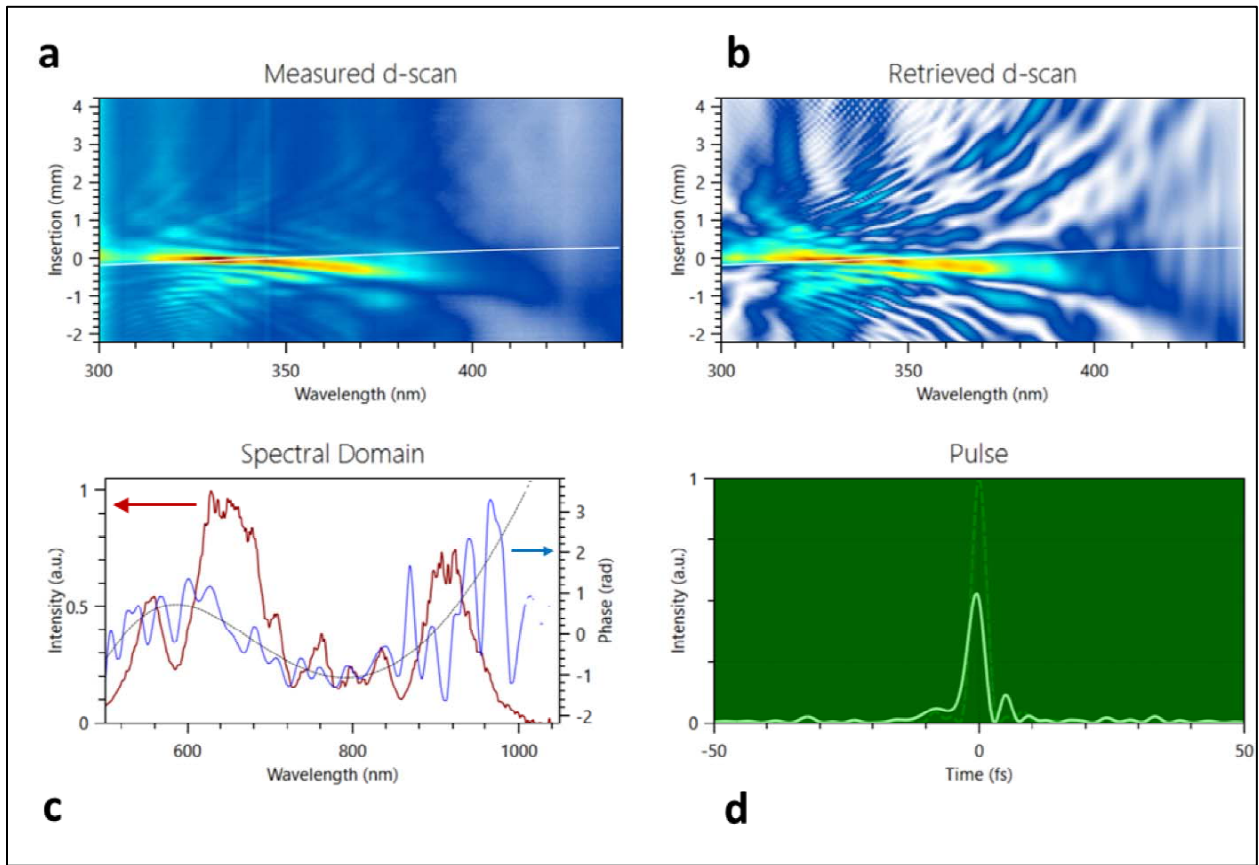 a
Measured d-scan
Insertion (mm)
4
3
2
1
0
-1
-2
300
350
400
Wavelength (nm)
b
Retrieved d-scan
Insertion (mm)
4
3
2
1
0
-1
-2
300
350
400
Wavelength (nm)
Spectral Domain
Intensity (a.u.)
1
0.5
0
Phase (rad)
3
2
1
0
-1
-2
600
800
1000
Wavelength (nm)
c
Pulse
Intensity (a.u.)
1
0
-50
0
50
Time (fs)
d